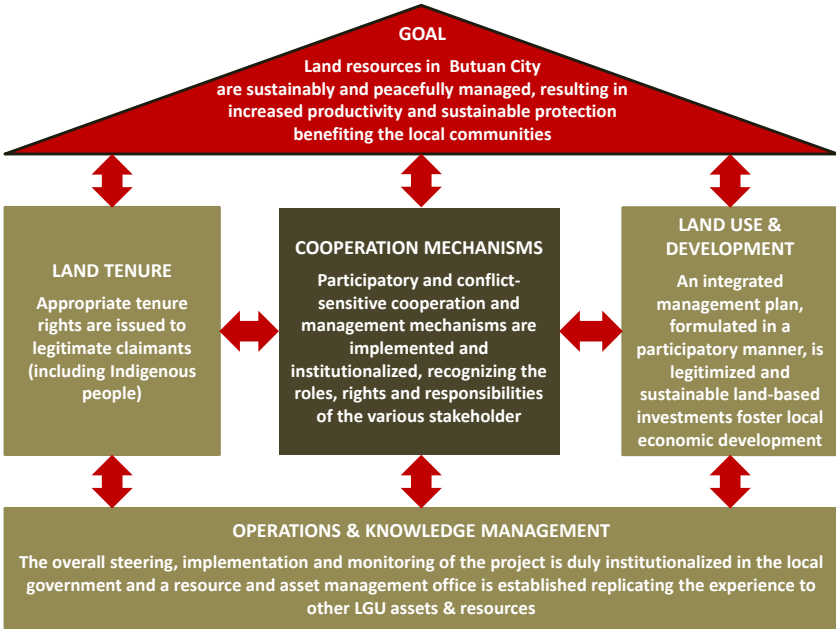 GOAL
Land resources in Butuan City
are sustainably and peacefully managed, resulting in
increased productivity and sustainable protection
benefiting the local communities
LAND TENURE
Appropriate tenure
rights are issued to
legitimate claimants
(including Indigenous
people)
COOPERATION MECHANISMS
Participatory and conflict-
sensitive cooperation and
management mechanisms are
implemented and
institutionalized, recognizing the
roles, rights and responsibilities
of the various stakeholder
LAND USE &
DEVELOPMENT
An integrated
management plan,
formulated in a
participatory manner, is
legitimized and
sustainable land-based
investments foster local
economic development
OPERATIONS & KNOWLEDGE MANAGEMENT
The overall steering, implementation and monitoring of the project is duly institutionalized in the local
government and a resource and asset management office is established replicating the experience to
other LGU assets & resources